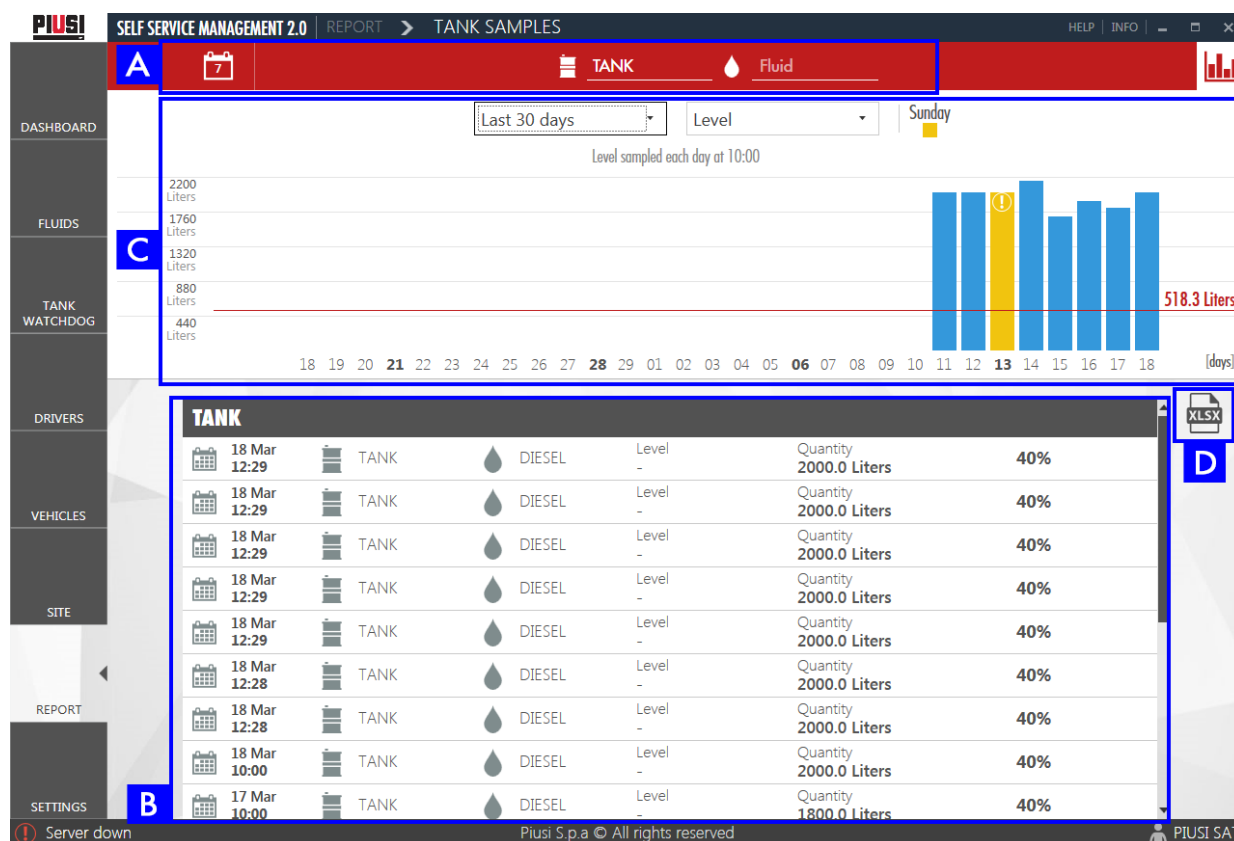 PIUSI SELF SERVICE MANAGEMENT 2.0 REPORT TANK SAMPLES HELP INFO
A 7 TANK Fluid
Last 30 days Level Sunday
Level sampled each day at 10:00
2200
Liters
1760
Liters
1320
Liters
880
Liters
440
Liters
518.3 Liters
18 19 20 21 22 23 24 25 26 27 28 29 01 02 03 04 05 06 07 08 09 10 11 12 13 14 15 16 17 18 [days]
C
DASHBOARD
FLUIDS
TANK
WATCHDOG
DRIVERS
VEHICLES
SITE
REPORT
SETTINGS
TANK
18 Mar
12:29 TANK DIESEL Level - Quantity 2000.0 Liters 40%
18 Mar
12:29 TANK DIESEL Level - Quantity 2000.0 Liters 40%
18 Mar
12:29 TANK DIESEL Level - Quantity 2000.0 Liters 40%
18 Mar
12:29 TANK DIESEL Level - Quantity 2000.0 Liters 40%
18 Mar
12:29 TANK DIESEL Level - Quantity 2000.0 Liters 40%
18 Mar
12:28 TANK DIESEL Level - Quantity 2000.0 Liters 40%
18 Mar
12:28 TANK DIESEL Level - Quantity 2000.0 Liters 40%
18 Mar
10:00 TANK DIESEL Level - Quantity 2000.0 Liters 40%
17 Mar
10:00 TANK DIESEL Level - Quantity 1800.0 Liters 40%
XLSX
D
B
Server down Piusi S.p.a © All rights reserved PIUSI SAT